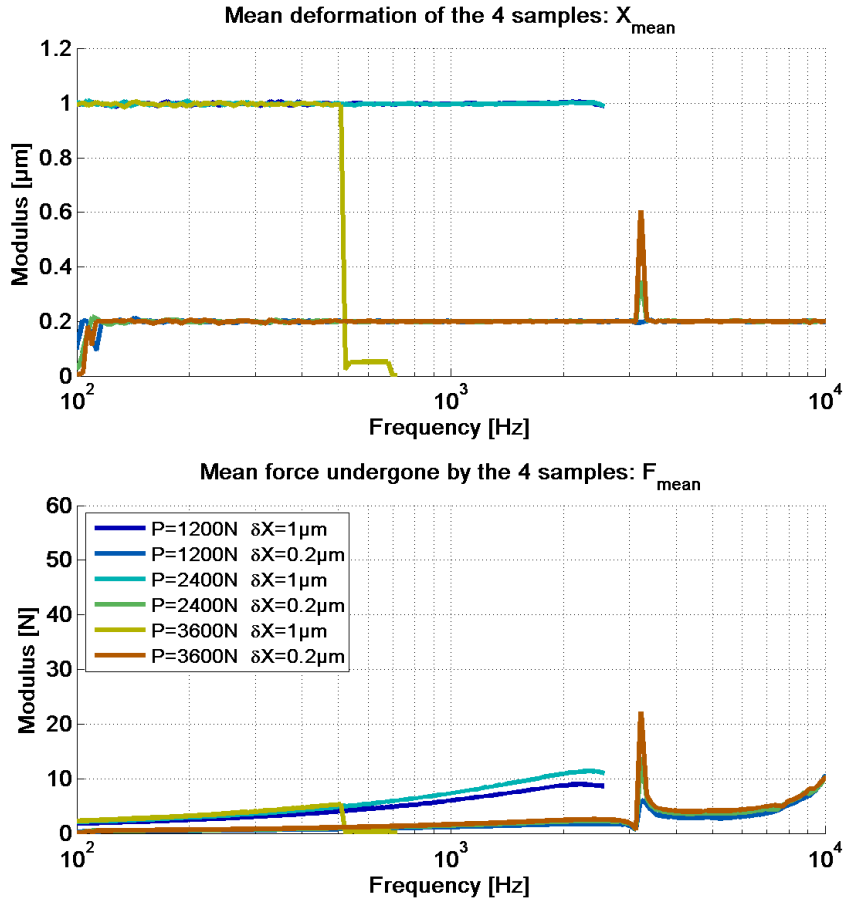 Mean deformation of the 4 samples: X_mean
1.2
1
0.8
0.6
0.4
0.2
0
Modulus [µm]
10^2
10^3
10^4
Frequency [Hz]
Mean force undergone by the 4 samples: F_mean
60
50
40
30
20
10
0
Modulus [N]
P=1200N δX=1µm
P=1200N δX=0.2µm
P=2400N δX=1µm
P=2400N δX=0.2µm
P=3600N δX=1µm
P=3600N δX=0.2µm
10^2
10^3
10^4
Frequency [Hz]